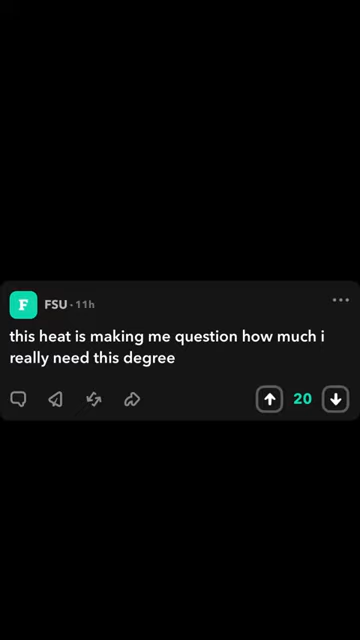 F
FSU · 11h
this heat is making me question how much i
really need this degree
20